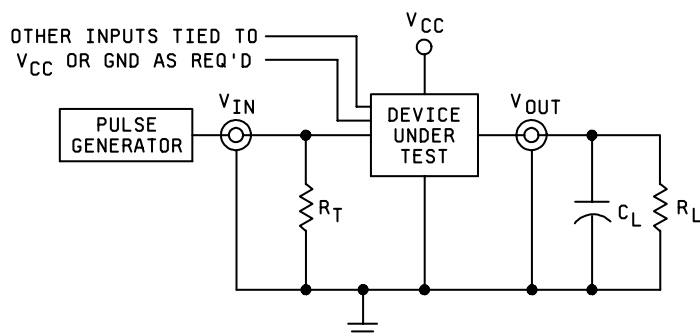 OTHER INPUTS TIED TO
VCC OR GND AS REQ'D
VCC
PULSE
GENERATOR
VIN
DEVICE
UNDER
TEST
VOUT
RT
CL
RL